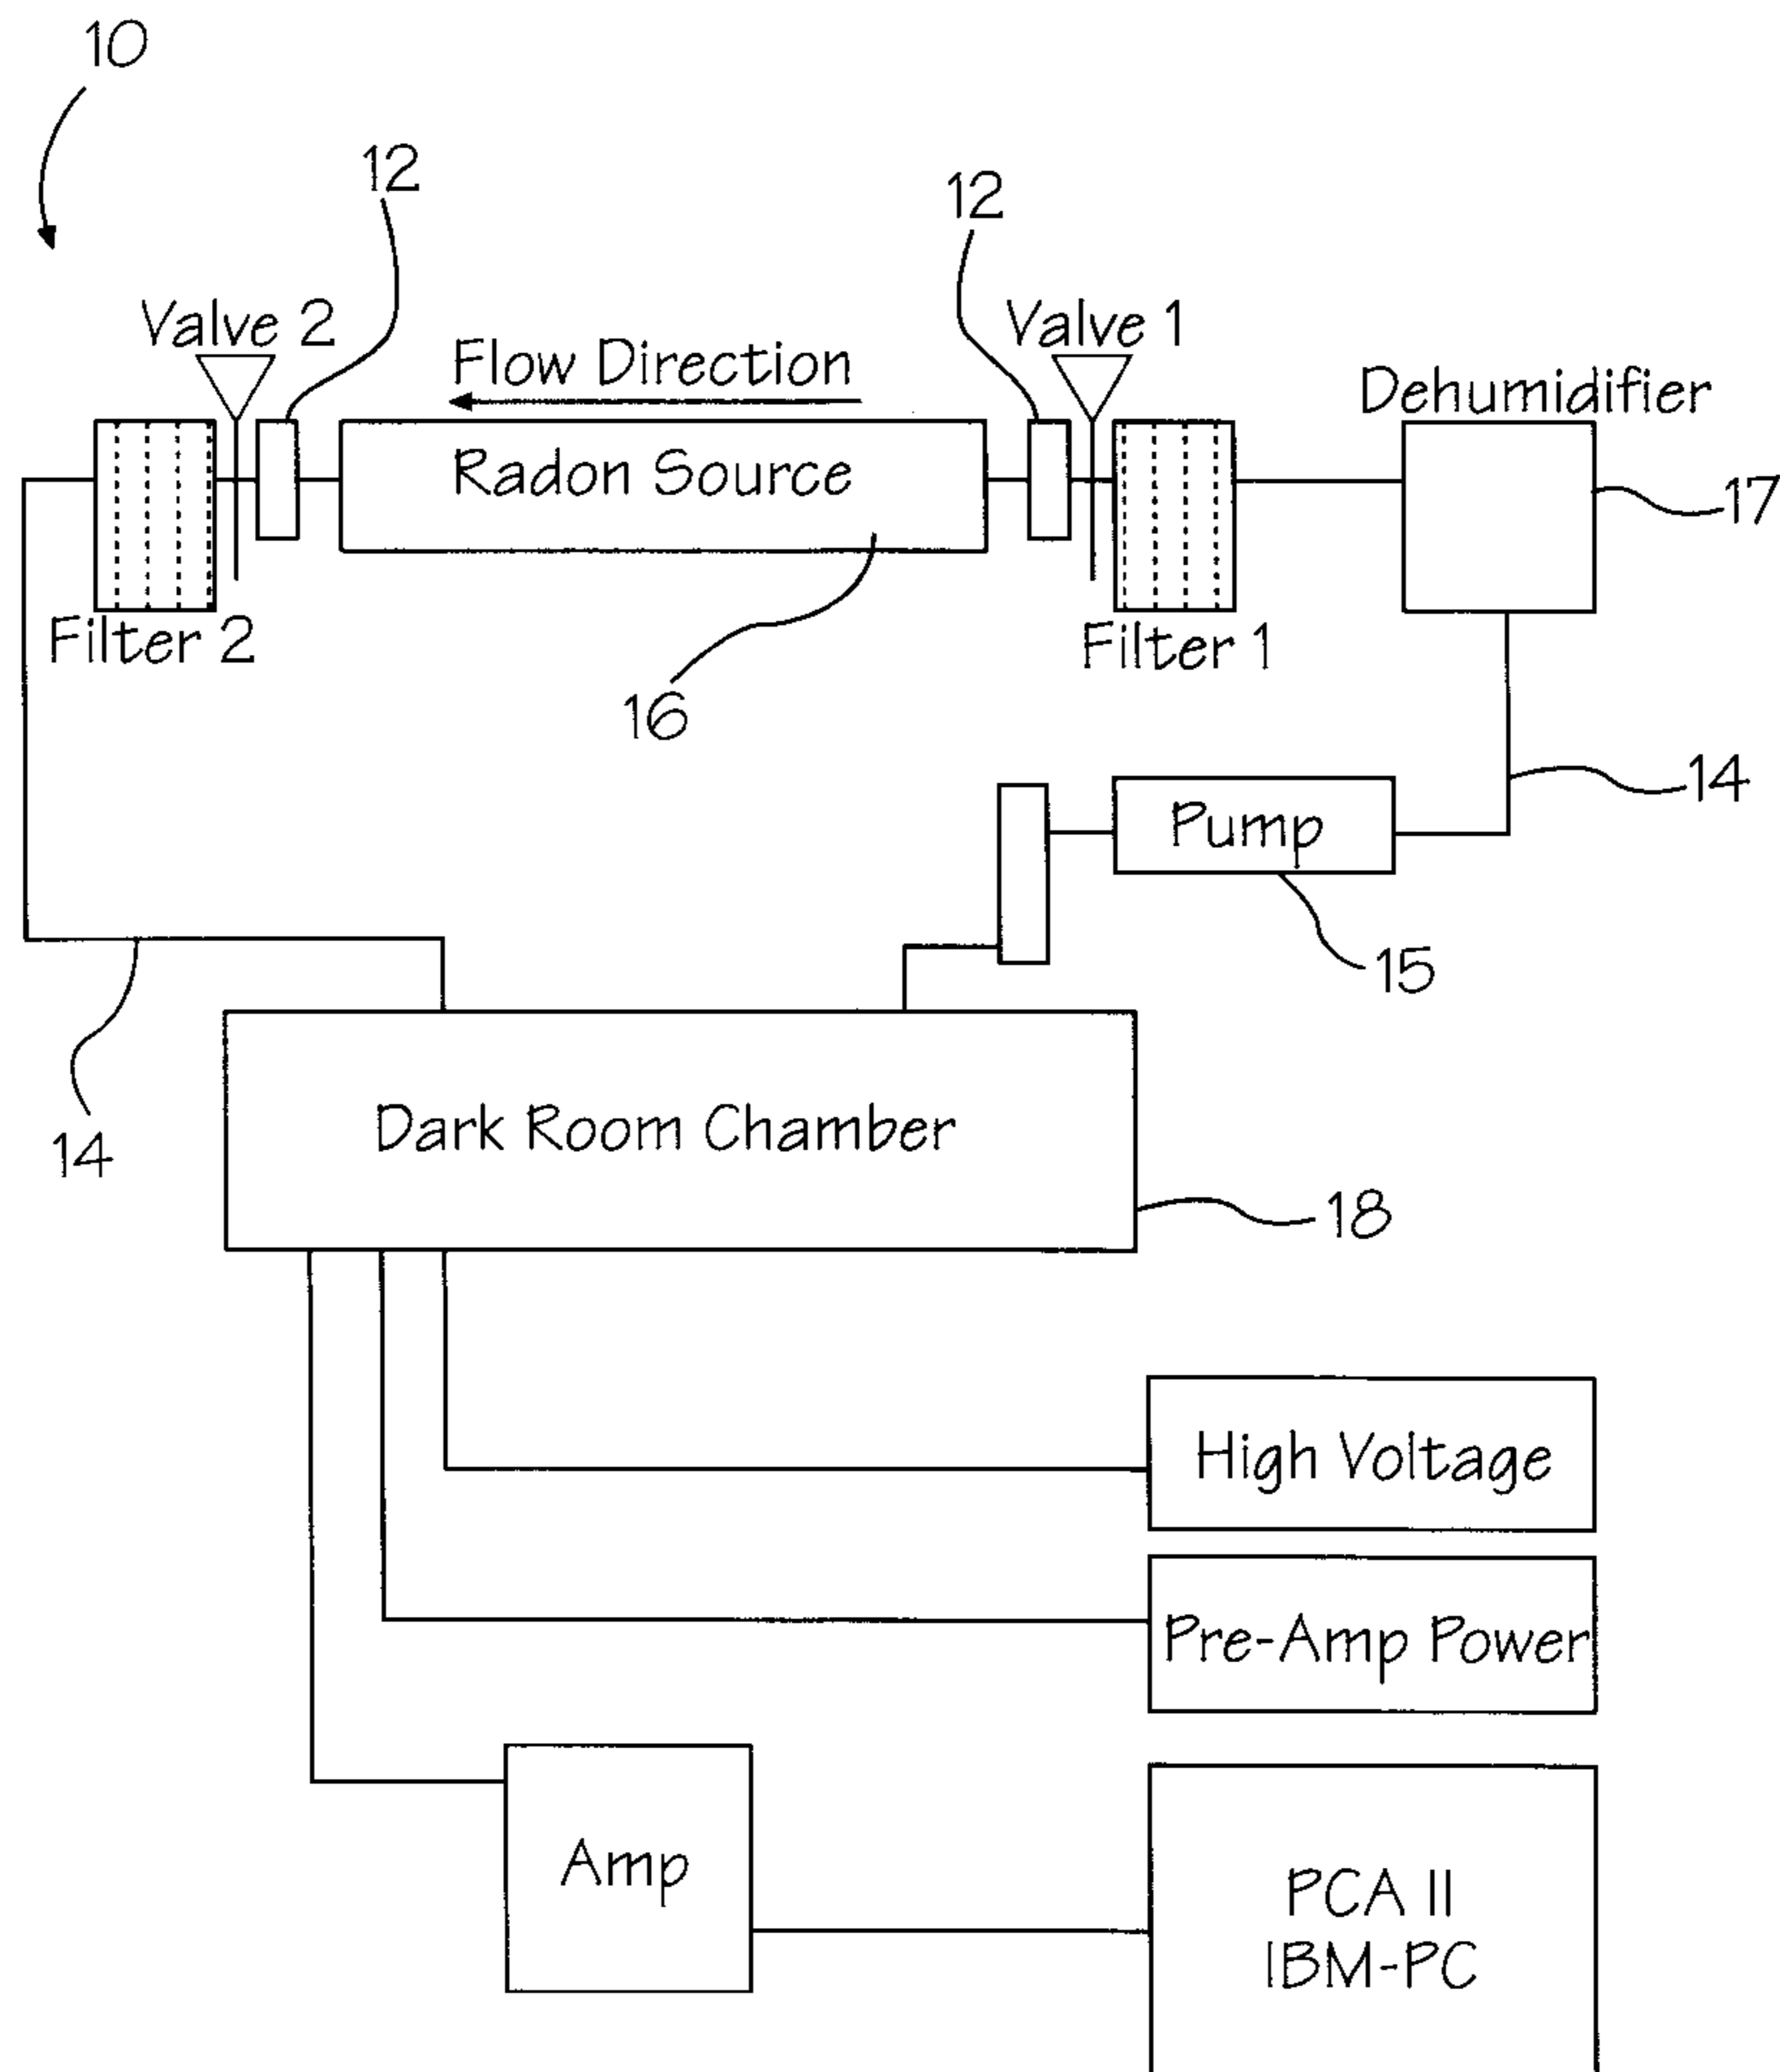 10
12
12
Valve 2
Valve 1
Flow Direction
Dehumidifier
Radon Source
17
Filter 2
Filter 1
16
14
Pump
15
Dark Room Chamber
14
18
High Voltage
Pre-Amp Power
Amp
PCA II
IBM-PC